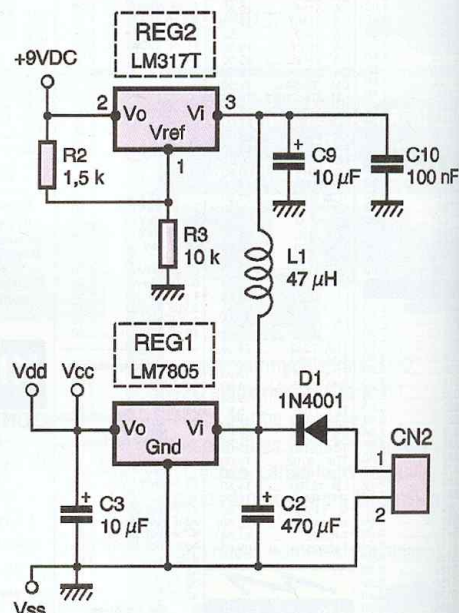 REG2
LM317T
+9VDC
2
Vo
Vi
3
Vref
1
R2
1,5 k
+
C9
10 µF
C10
100 nF
R3
10 k
L1
47 µH
REG1
LM7805
Vdd
Vcc
D1
1N4001
Vo
Vi
Gnd
CN2
1
2
+
C3
10 µF
+
C2
470 µF
Vss